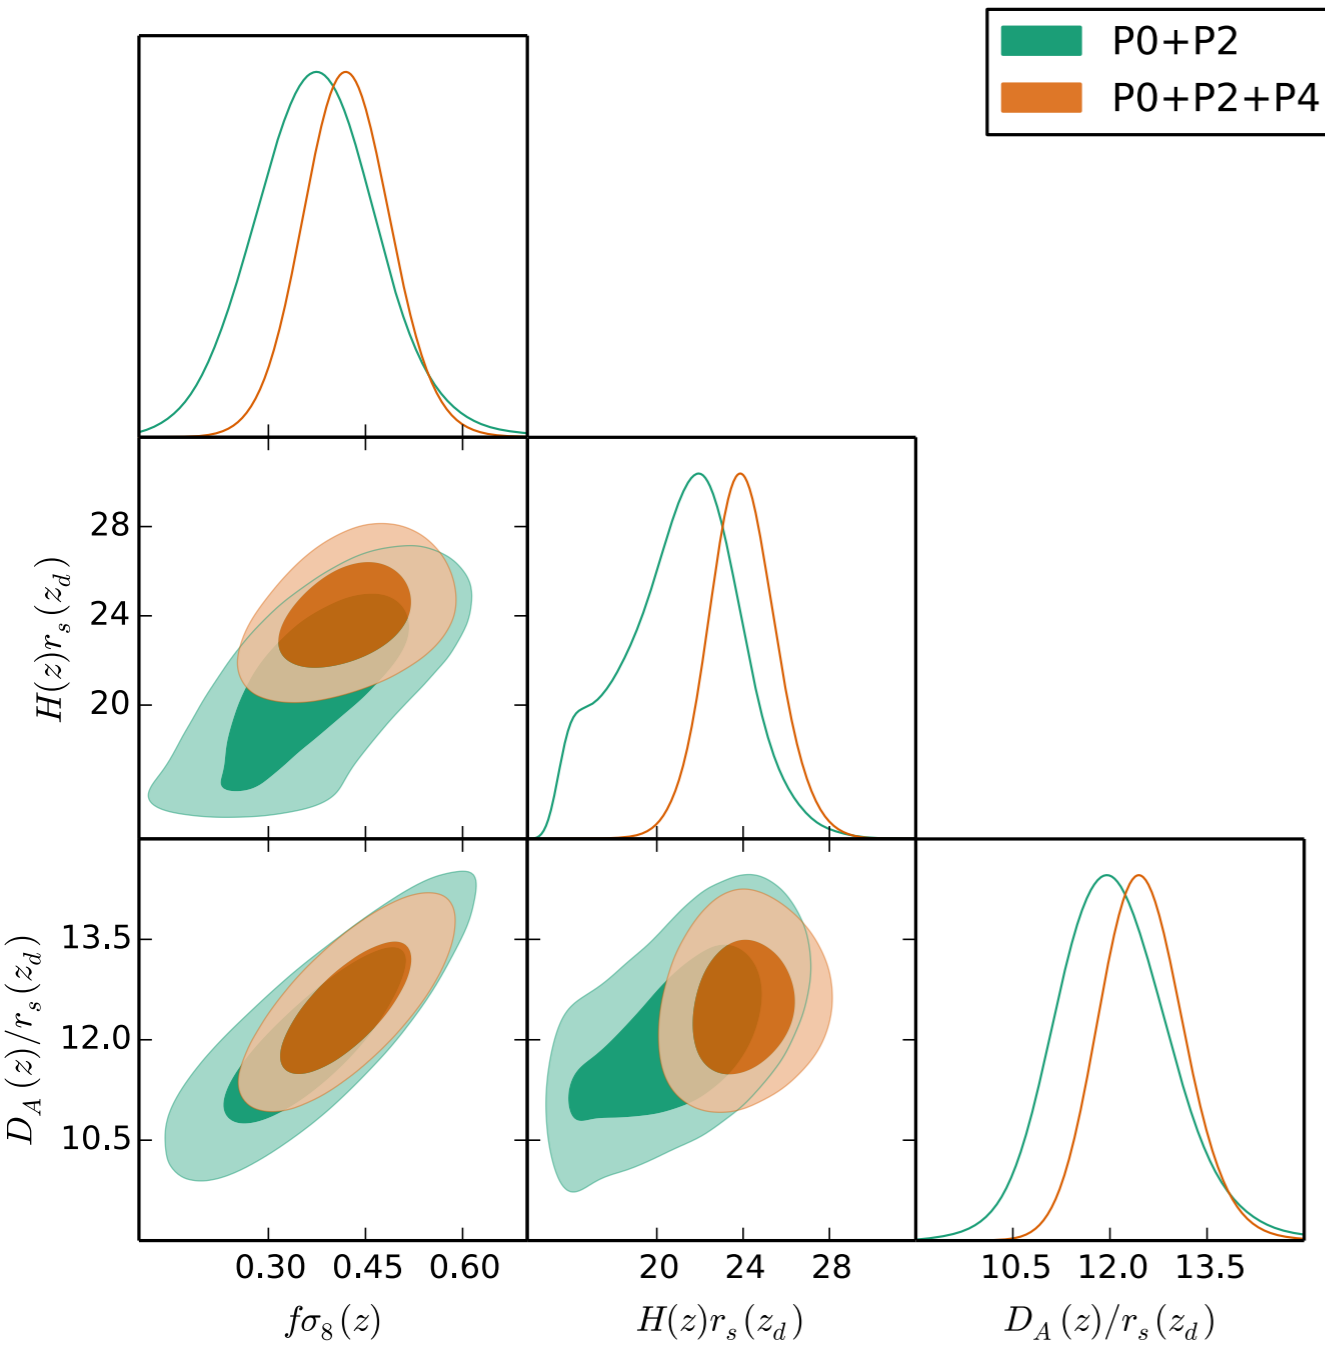 P0+P2
P0+P2+P4
28
24
20
H(z)r_s(z_d)
13.5
12.0
10.5
D_A(z)/r_s(z_d)
0.30 0.45 0.60
20 24 28
10.5 12.0 13.5
fσ_8(z)
H(z)r_s(z_d)
D_A(z)/r_s(z_d)